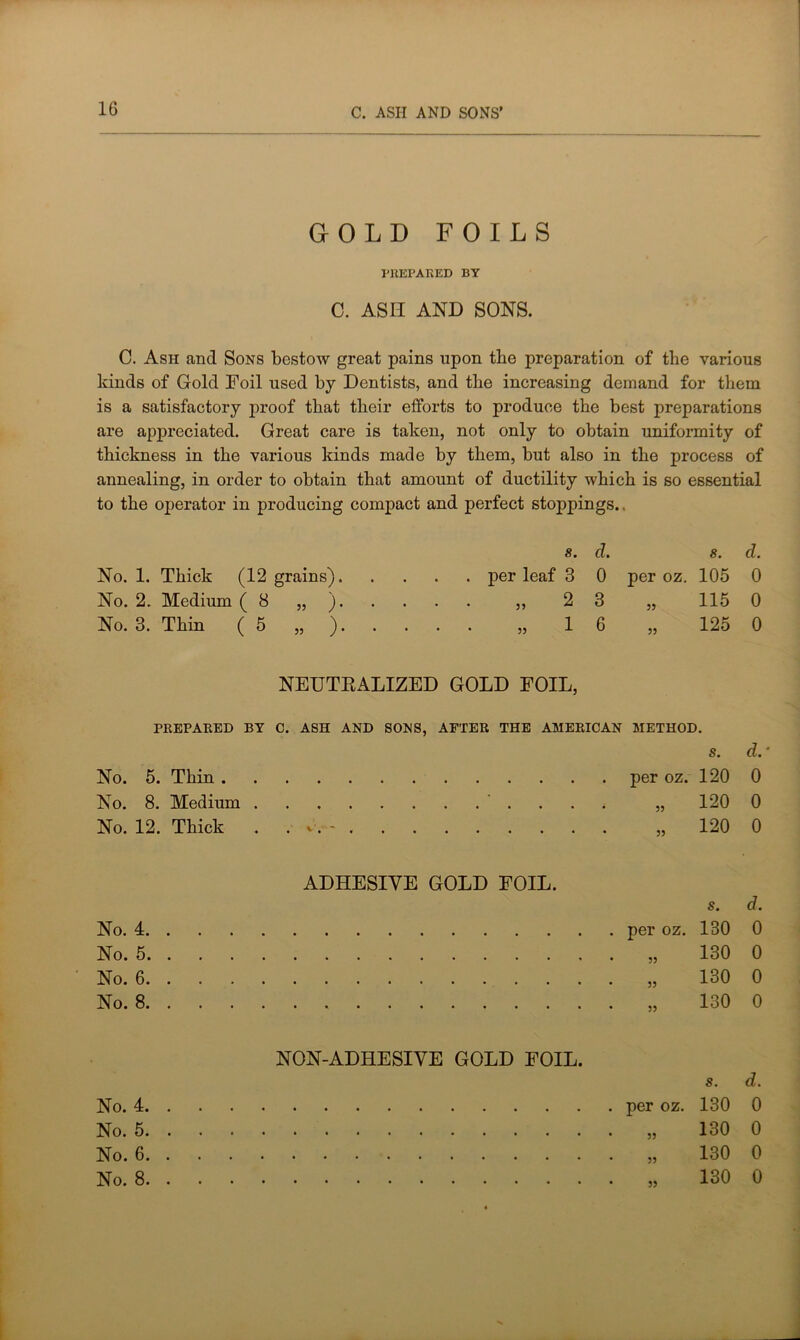 16
C. ASH AND SONS'
GOLD FOILS
PREPARED BY
C. ASH AND SONS.
C. Ash and Sons bestow great pains upon the preparation of the various
kinds of Gold Foil used by Dentists, and the increasing demand for them
is a satisfactory proof that their efforts to produce the best preparations
are appreciated. Great care is taken, not only to obtain uniformity of
thickness in the various kinds made by them, but also in the process of
annealing, in order to obtain that amount of ductility which is so essential
to the operator in producing compact and perfect stoppings.
s. d. s. d.
No. 1. Thick (12 grains). . . . . per leaf 3 0 per oz. 105 0
No. 2. Medium ( 8 „ ). . . . . „ 2 3 „ 115 0
No. 3. Thin ( 5 „ ). . . . . „ 1 6 „ 125 0
NEUTRALIZED GOLD FOIL,
PREPARED BY C. ASH AND SONS, AFTER THE AMERICAN METHOD.
s. d.
No. 5. Thin . . . . . . . . . . . . . per oz. 120 0
No. 8. Medium . . . . . . . . . . . . „ 120 0
No. 12. Thick . . . . . . . . . . . . „ 120 0
ADHESIVE GOLD FOIL.
s. d.
No. 4. . . . . . . . . . . . . . . . per oz. 130 0
No. 5. . . . . . . . . . . . . . . . „ 130 0
No. 6. . . . . . . . . . . . . . . . „ 130 0
No. 8. . . . . . . . . . . . . . . . „ 130 0
NON-ADHESIVE GOLD FOIL.
s. d.
No. 4. . . . . . . . . . . . . . . . per oz. 130 0
No. 5. . . . . . . . . . . . . . . . „ 130 0
No. 6. . . . . . . . . . . . . . . . „ 130 0
No. 8. . . . . . . . . . . . . . . . „ 130 0